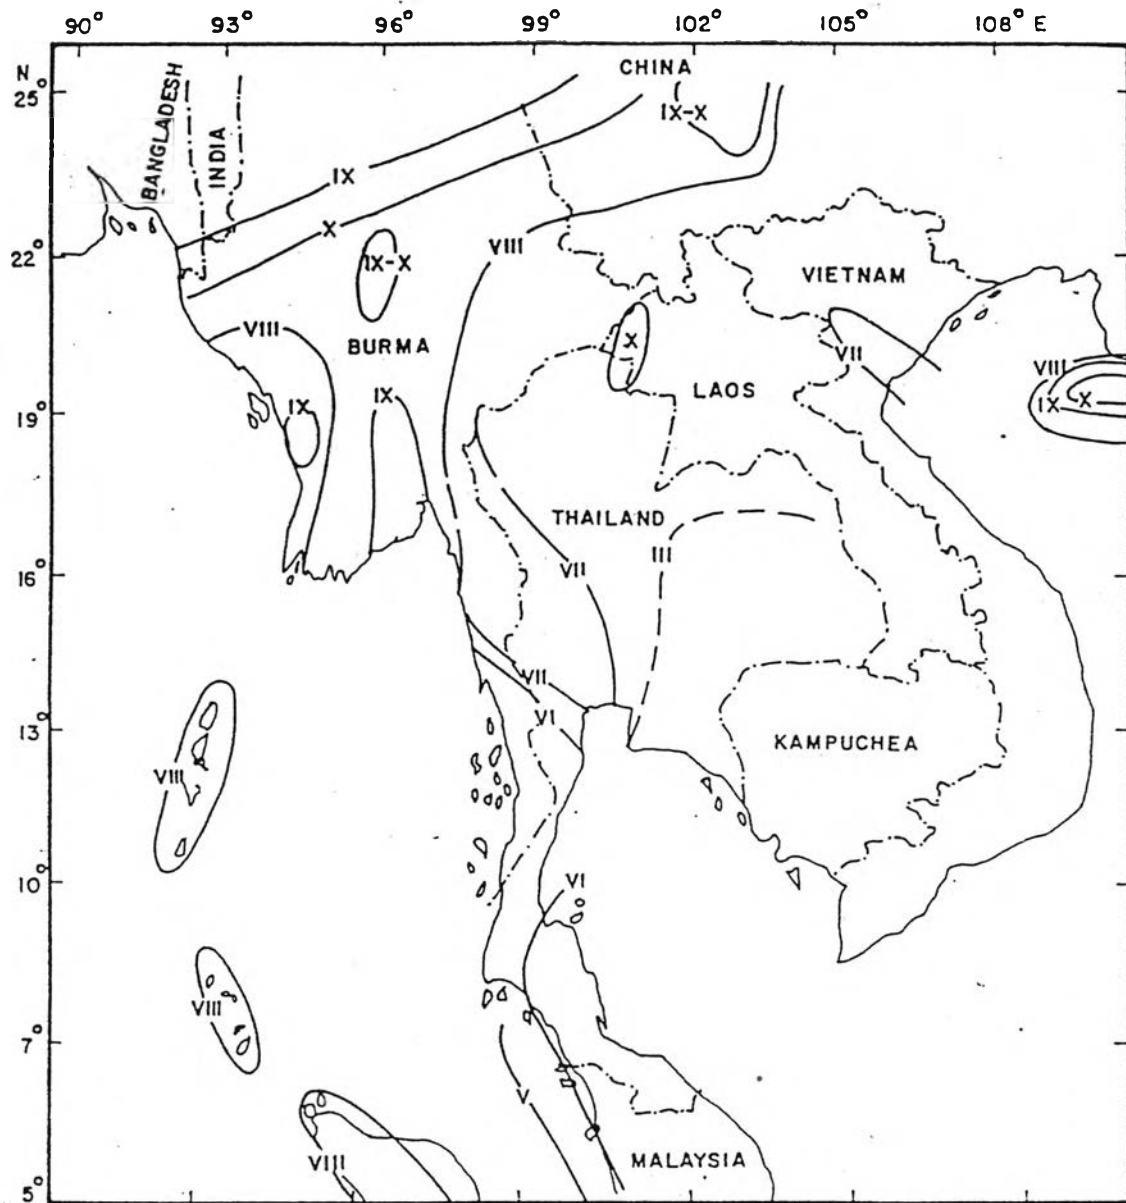 90° 93° 96° 99° 102° 105° 108° E
N
CHINA
25°
BANGLADESH
INDIA
IX-X
IX
X
22°
VIII
IX-X
VIETNAM
VIII
BURMA
X
VII
VIII
LAOS
19°
IX
IX
IX
X
THAILAND
III
16°
VII
VII
13°
VI
KAMPUCHEA
VIII
10°
VI
VIII
7°
V
VIII
MALAYSIA
5°